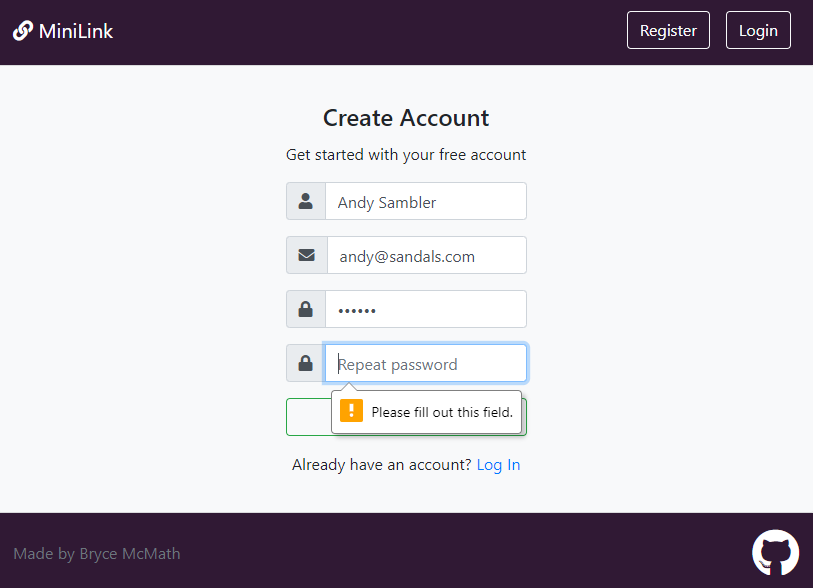 MiniLink
Register
Login
Create Account
Get started with your free account
Andy Sambler
andy@sandals.com
••••••
Repeat password
Please fill out this field.
Already have an account? Log In
Made by Bryce McMath